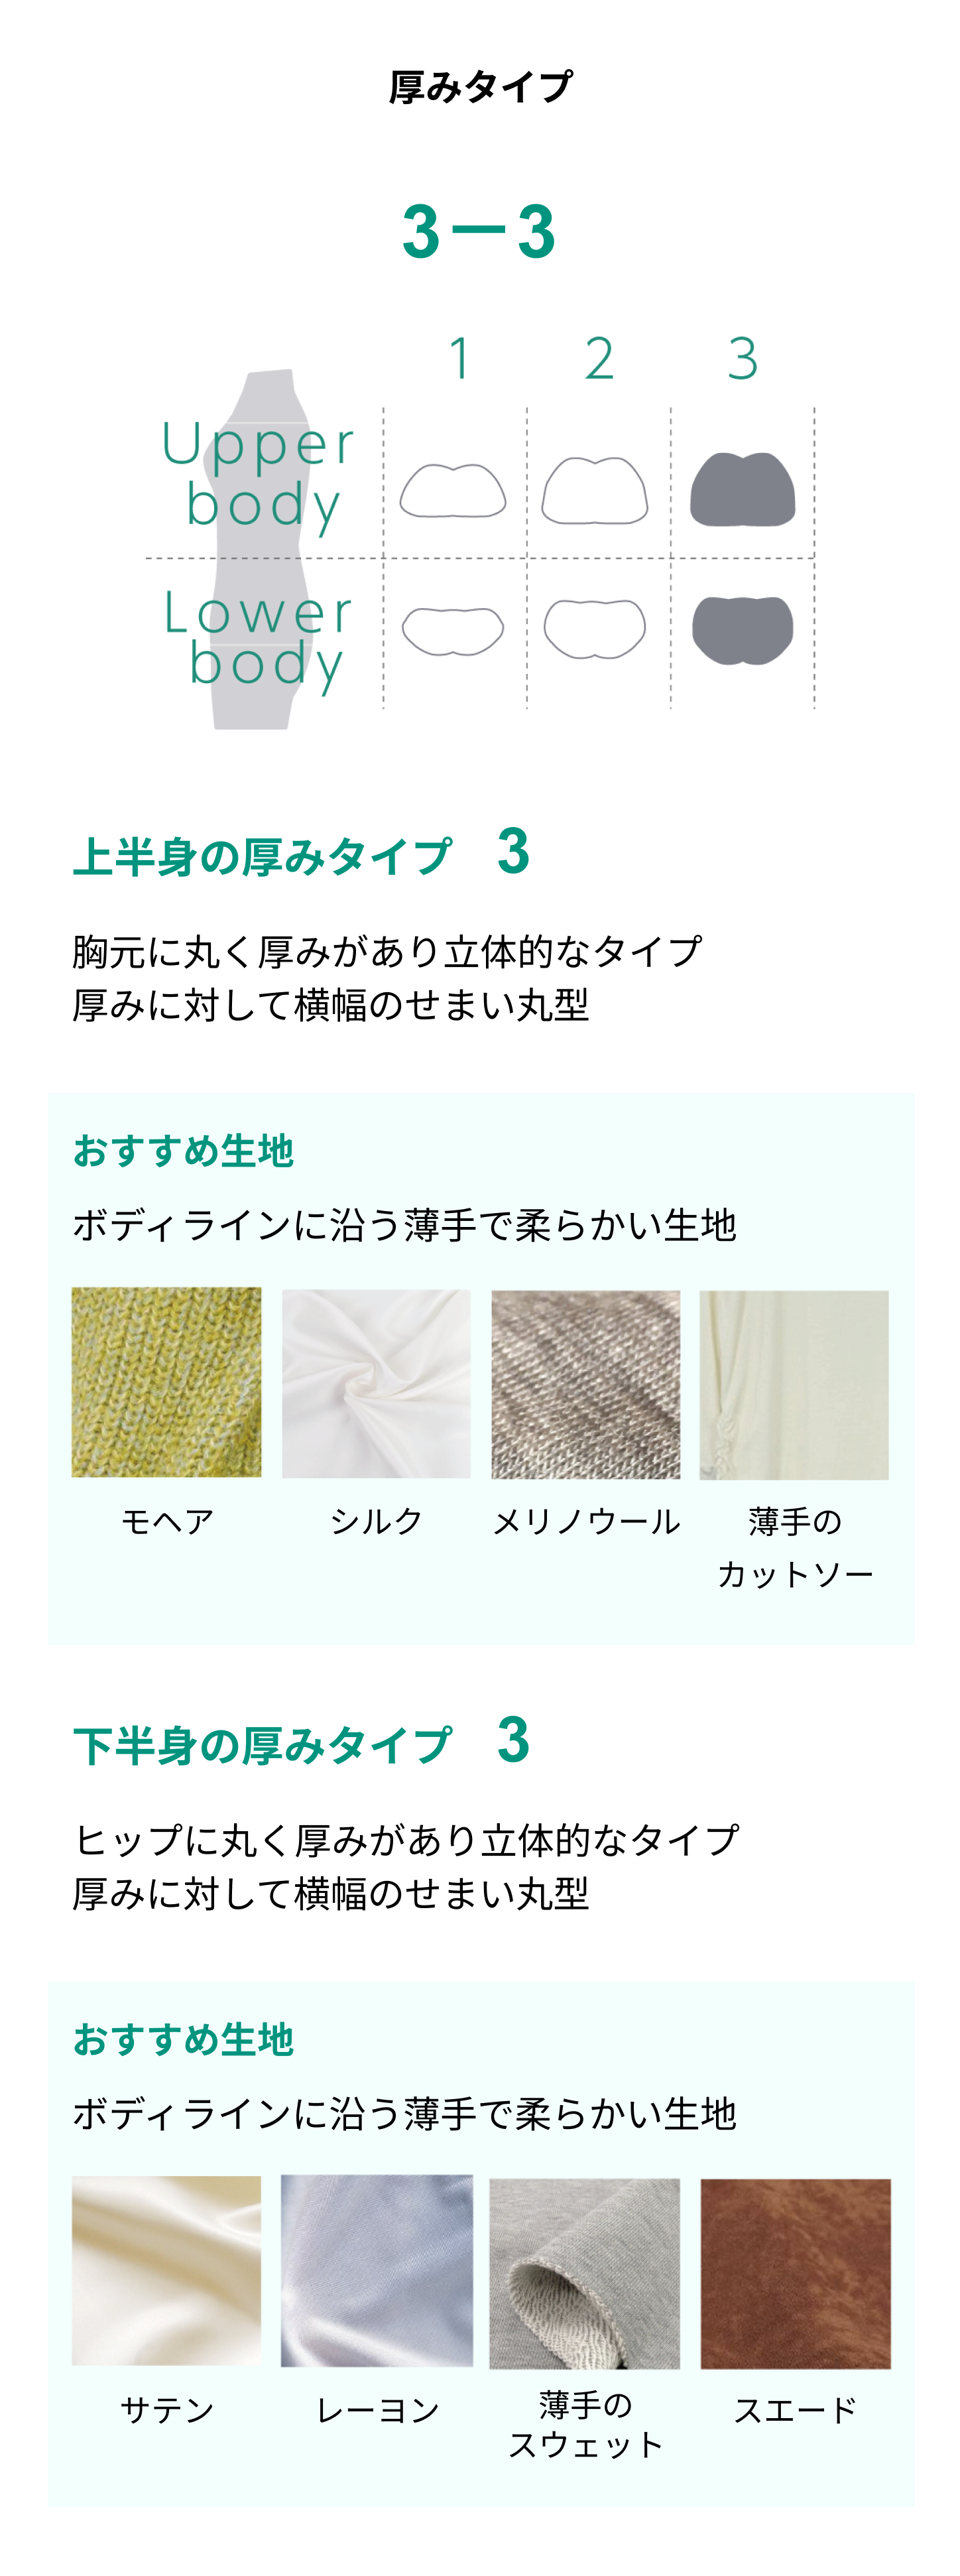 厚みタイプ
3ー3
1 2 3
Upper
body
Lower
body
上半身の厚みタイプ 3
胸元に丸く厚みがあり立体的なタイプ
厚みに対して横幅のせまい丸型
おすすめ生地
ボディラインに沿う薄手で柔らかい生地
モヘア シルク メリノウール 薄手の
カットソー
下半身の厚みタイプ 3
ヒップに丸く厚みがあり立体的なタイプ
厚みに対して横幅のせまい丸型
おすすめ生地
ボディラインに沿う薄手で柔らかい生地
サテン レーヨン 薄手の スエード
スウェット